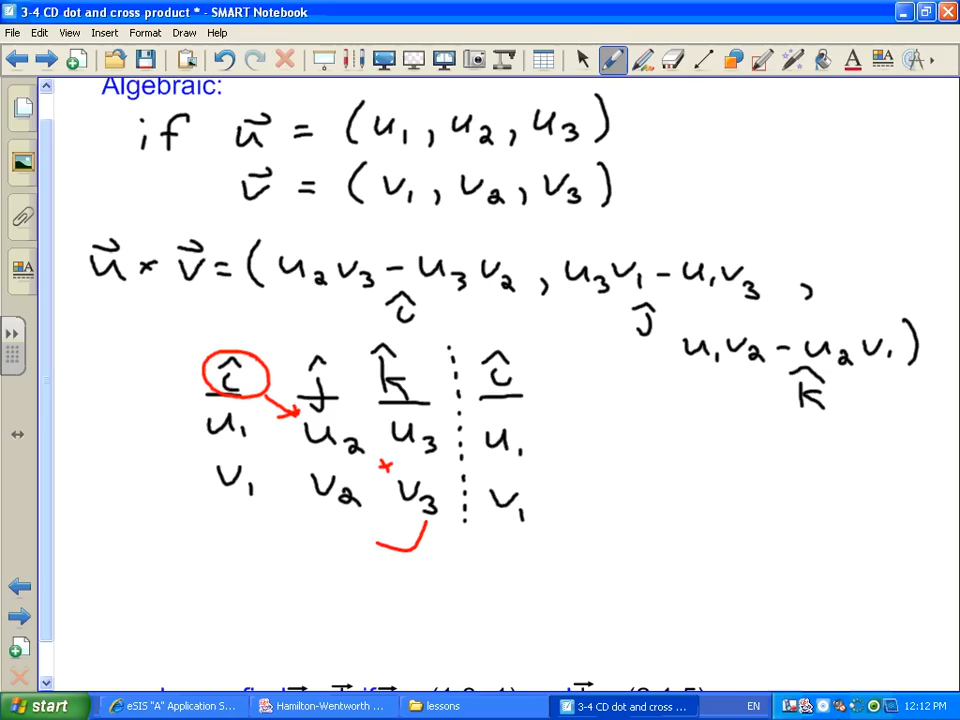 3-4 CD dot and cross product * - SMART Notebook
File Edit View Insert Format Draw Help
Algebraic:
if u⃗ = (u₁, u₂, u₃)
v⃗ = (v₁, v₂, v₃)
u⃗ × v⃗ = (u₂v₃ - u₃v₂, u₃v₁ - u₁v₃,
î ĵ
u₁v₂ - u₂v₁)
k̂
î ĵ k̂ î
u₁ u₂ u₃ u₁
×
v₁ v₂ v₃ v₁
start eSIS "A" Application S... Hamilton-Wentworth ... lessons 3-4 CD dot and cross ... EN 12:12 PM